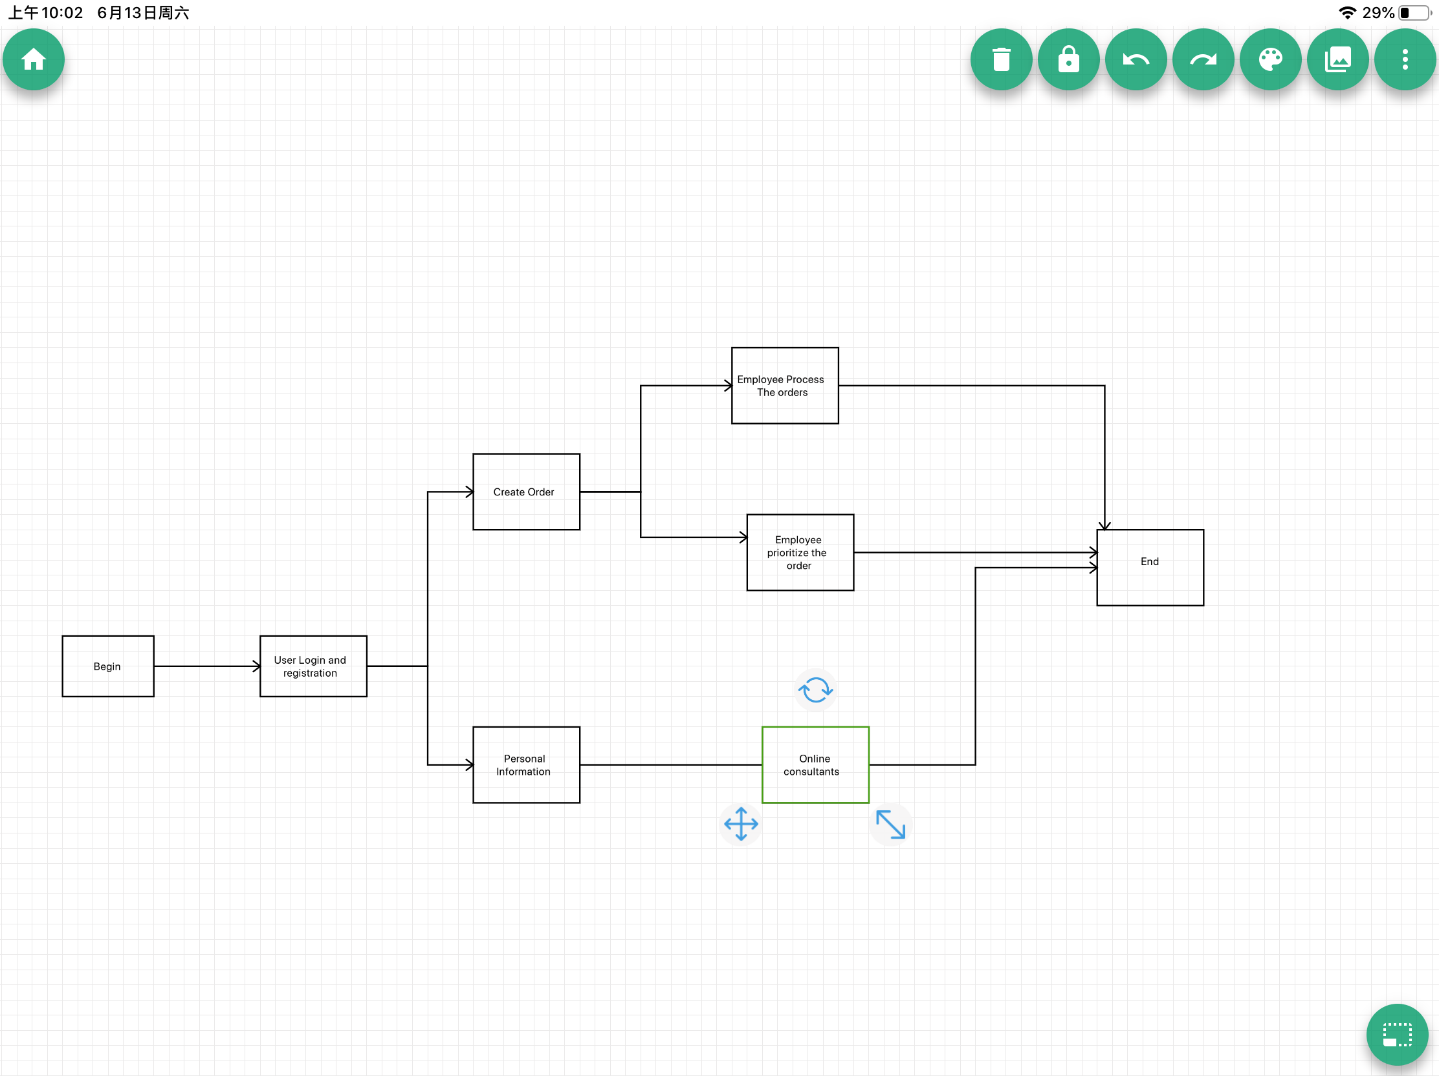 上午10:02 6月13日周六
29%
Employee Process
The orders
Create Order
Employee
prioritize the
order
End
Begin
User Login and
registration
Personal
Information
Online
consultants